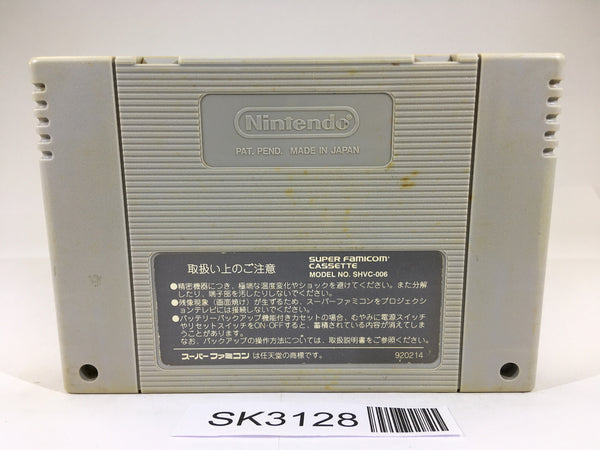 Nintendo
PAT. PEND. MADE IN JAPAN
取扱い上のご注意
SUPER FAMICOM
CASSETTE
MODEL NO. SHVC-006
●精密機器につき、極端な温度変化やショックを避けてください。また分解
したり、端子部を汚したりしないでください。
●残像現象（画面焼け）が生ずるため、スーパーファミコンをプロジェクシ
ョンテレビには接続しないでください。
●バッテリーバックアップ機能付きカセットの場合、むやみに電源スイッチ
やリセットスイッチをON・OFFすると、蓄積されている内容が消えてしま
うことがあります。
なお、バックアップの操作方法については、取扱説明書をご参照ください。
スーパーファミコン は任天堂の商標です。
920214
SK3128